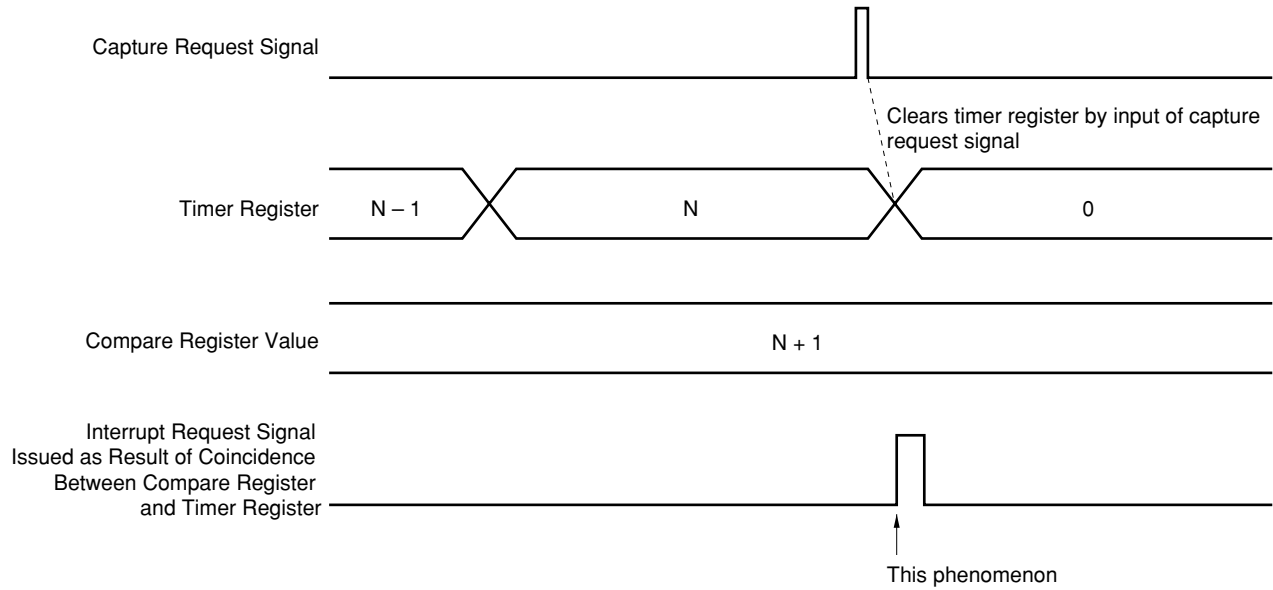 Capture Request Signal
Clears timer register by input of capture
request signal
Timer Register
N – 1
N
0
Compare Register Value
N + 1
Interrupt Request Signal
Issued as Result of Coincidence
Between Compare Register
and Timer Register
This phenomenon